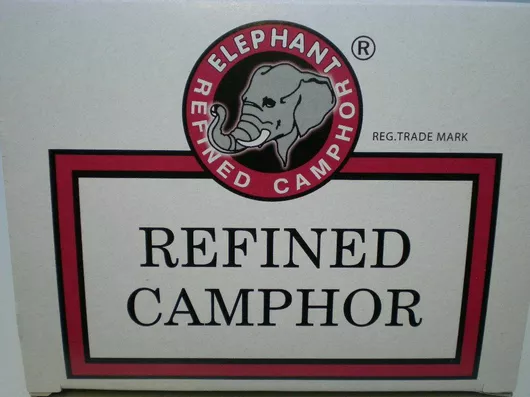 ELEPHANT
REFINED CAMPHOR
®
REG.TRADE MARK
REFINED
CAMPHOR